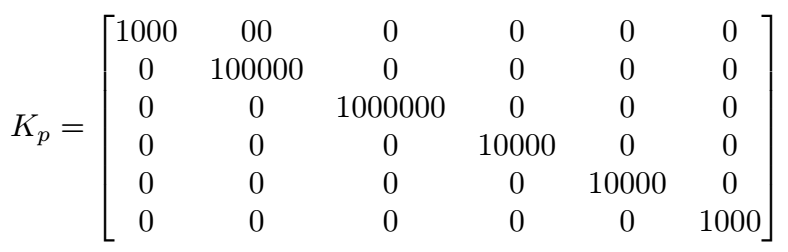 1000 00 0 0 0 0
0 100000 0 0 0 0
0 0 1000000 0 0 0
K_p = 0 0 0 10000 0 0
0 0 0 0 10000 0
0 0 0 0 0 1000